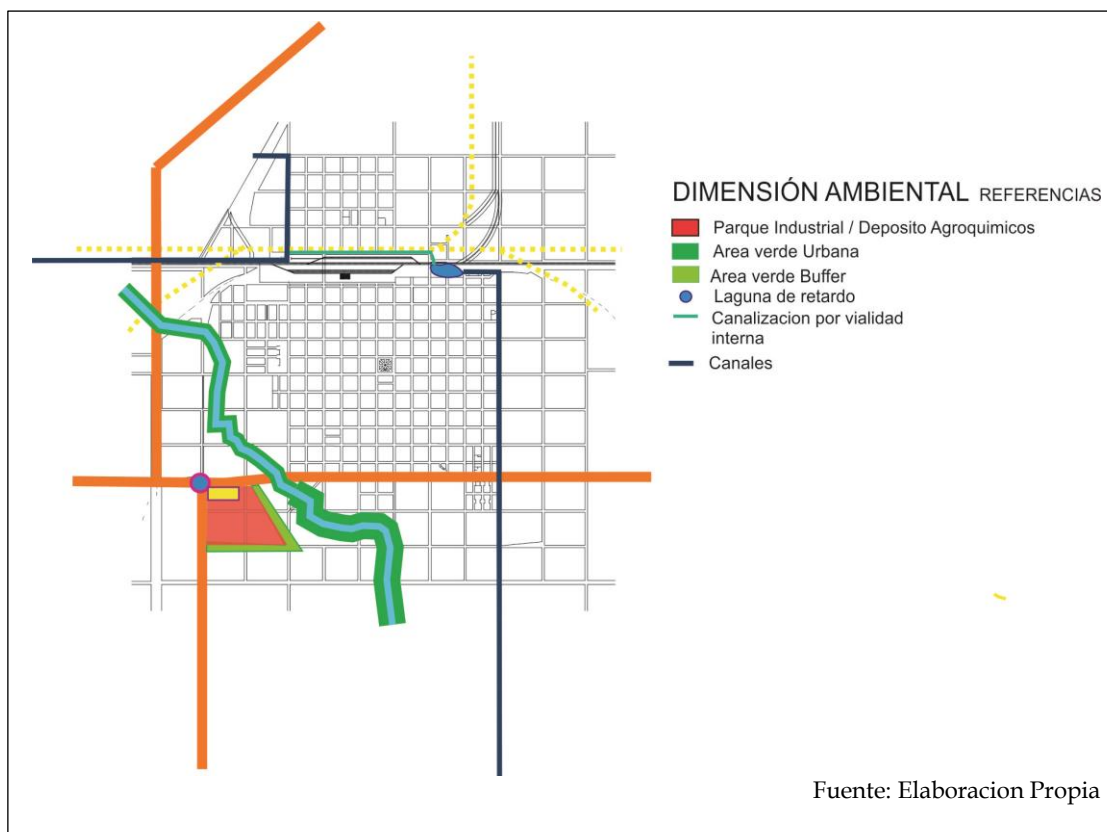 DIMENSIÓN AMBIENTAL REFERENCIAS
Parque Industrial / Deposito Agroquimicos
Area verde Urbana
Area verde Buffer
Laguna de retardo
Canalizacion por vialidad
interna
Canales
Fuente: Elaboracion Propia